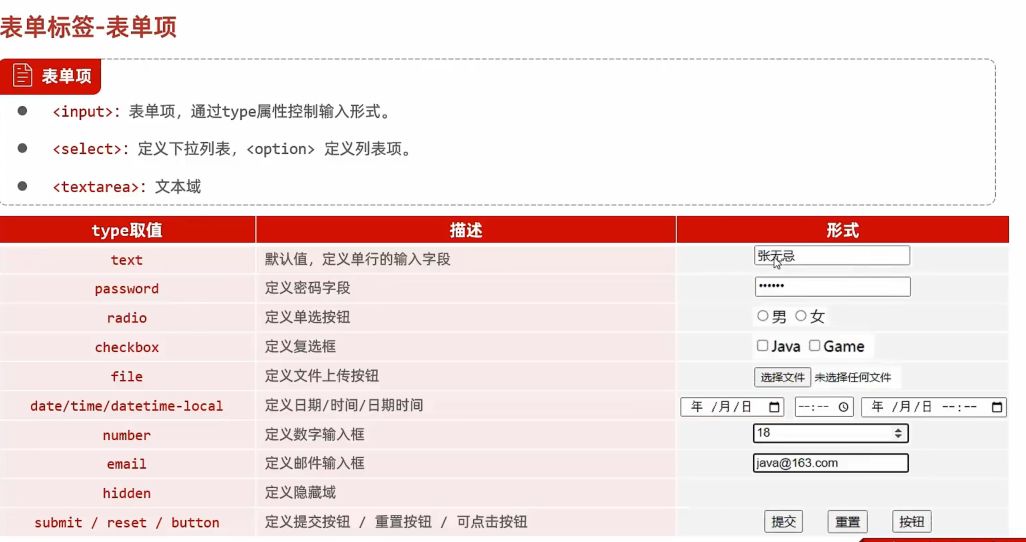 表单标签-表单项
表单项
<input>：表单项，通过type属性控制输入形式。
<select>：定义下拉列表，<option> 定义列表项。
<textarea>：文本域
type取值 描述 形式
text 默认值，定义单行的输入字段 张无忌
password 定义密码字段 ••••••
radio 定义单选按钮 男 女
checkbox 定义复选框 Java Game
file 定义文件上传按钮 选择文件 未选择任何文件
date/time/datetime-local 定义日期/时间/日期时间 年 /月/日 --:-- 年 /月/日 --:--
number 定义数字输入框 18
email 定义邮件输入框 java@163.com
hidden 定义隐藏域
submit / reset / button 定义提交按钮 / 重置按钮 / 可点击按钮 提交 重置 按钮